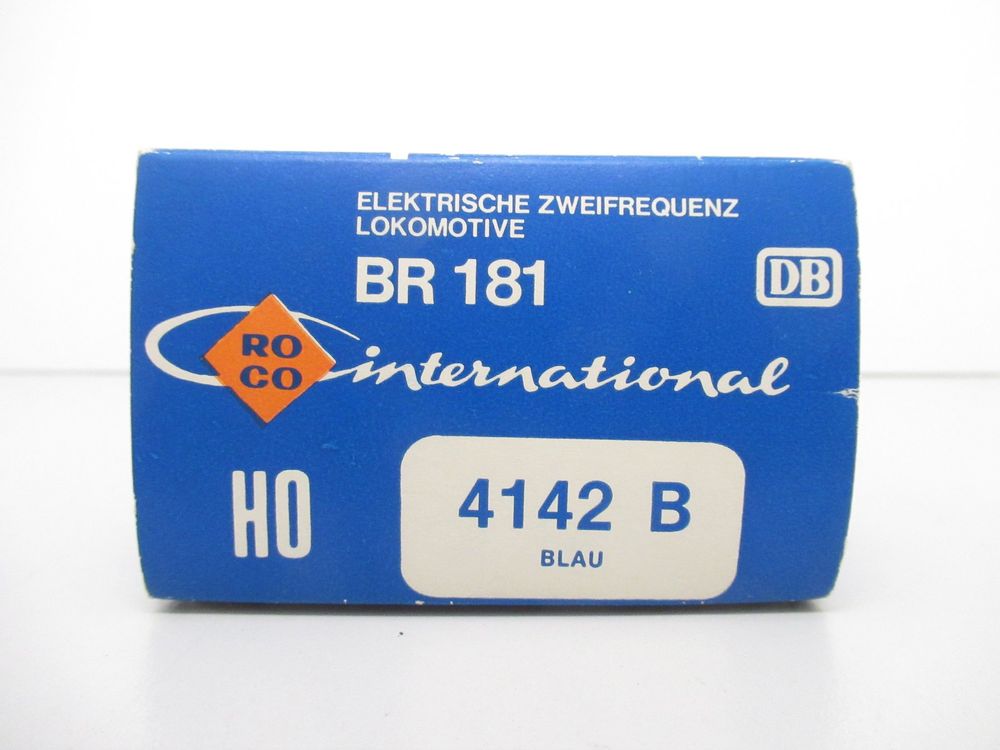 ELEKTRISCHE ZWEIFREQUENZ
LOKOMOTIVE
BR 181
DB
RO
CO
international
HO
4142 B
BLAU